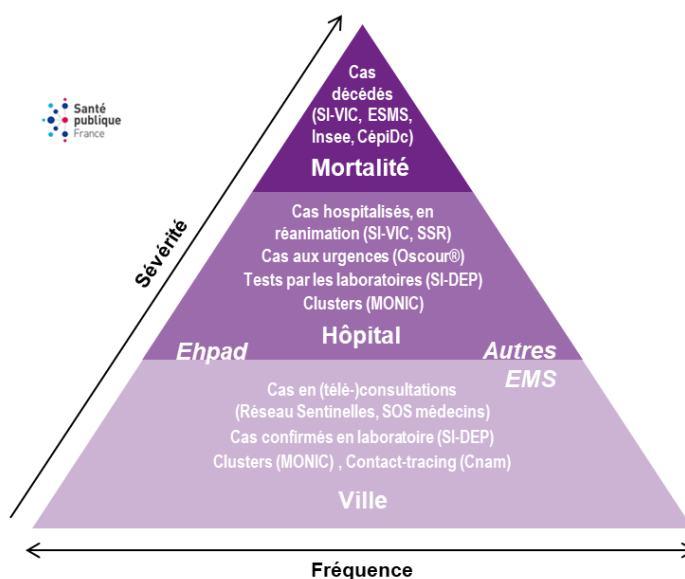 Santé
publique
France
Sévérité
Cas
décédés
(SI-VIC, ESMS,
Insee, CépiDc)
Mortalité
Cas hospitalisés, en
réanimation (SI-VIC, SSR)
Cas aux urgences (Oscour®)
Tests par les laboratoires (SI-DEP)
Clusters (MONIC)
Hôpital
Ehpad
Autres
EMS
Cas en (télé-)consultations
(Réseau Sentinelles, SOS médecins)
Cas confirmés en laboratoire (SI-DEP)
Clusters (MONIC) , Contact-tracing (Cnam)
Ville
Fréquence